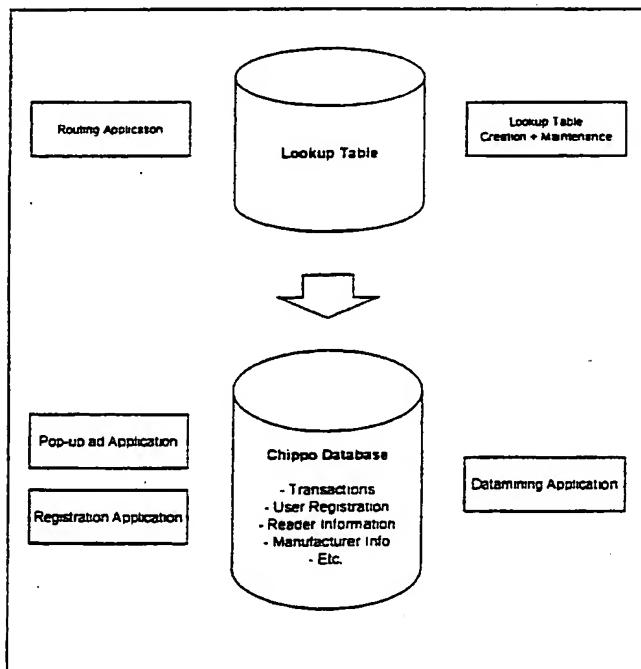 Routing Application
Lookup Table
Lookup Table
Creation + Maintenance
Pop-up ad Application
Registration Application
Chippo Database
- Transactions
- User Registration
- Reader Information
- Manufacturer Info
- Etc.
Datamining Application